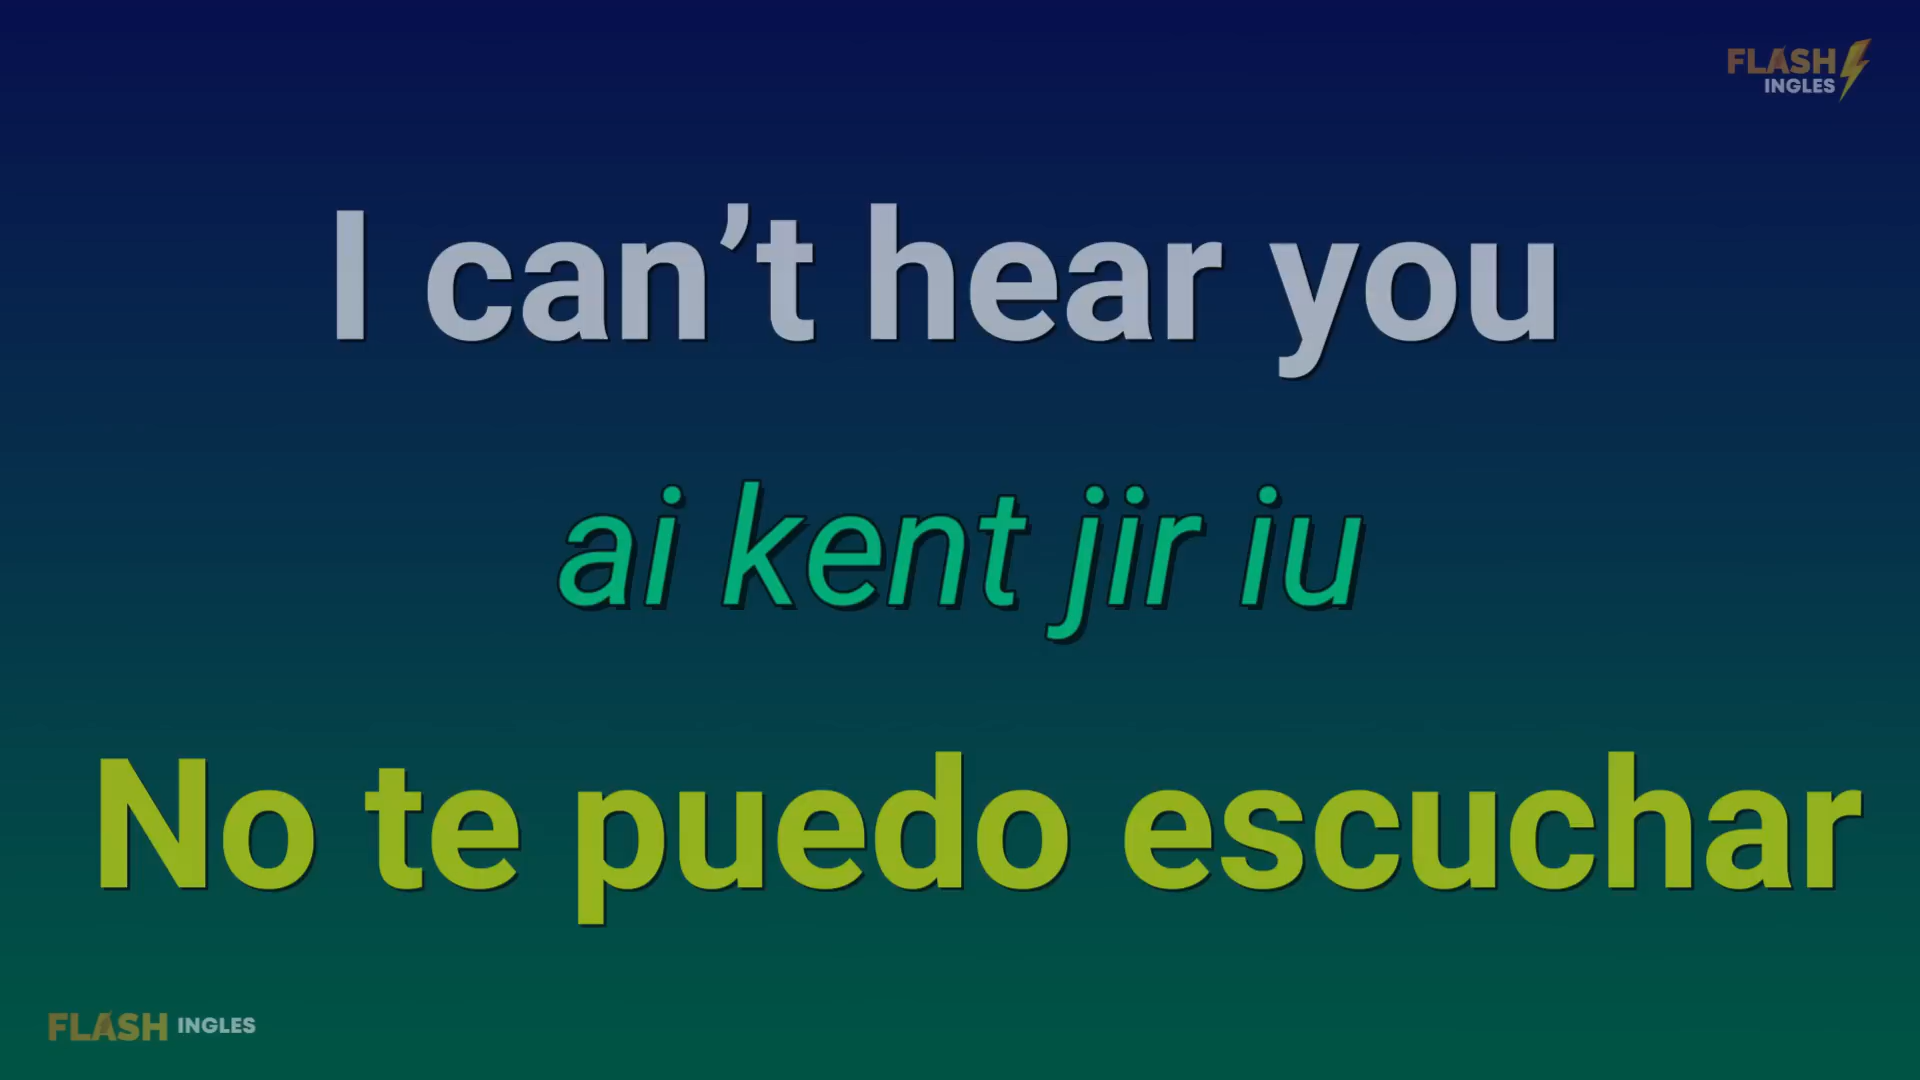 FLASH
INGLES
I can’t hear you
ai kent jir iu
No te puedo escuchar
FLASH INGLES